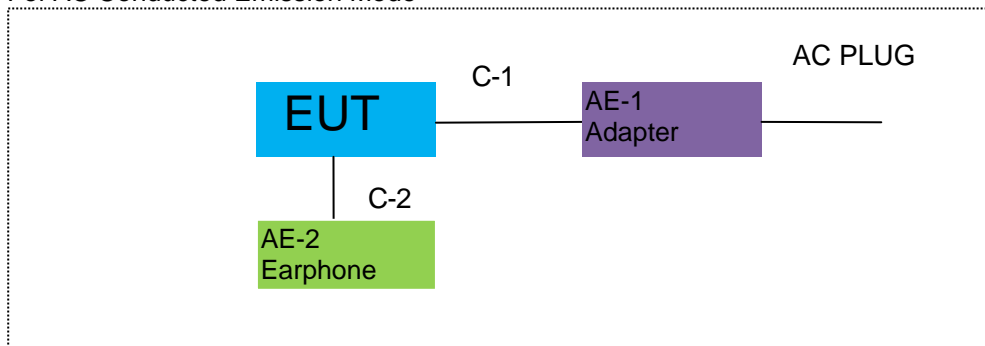 AC PLUG
C-1
EUT
AE-1
Adapter
C-2
AE-2
Earphone